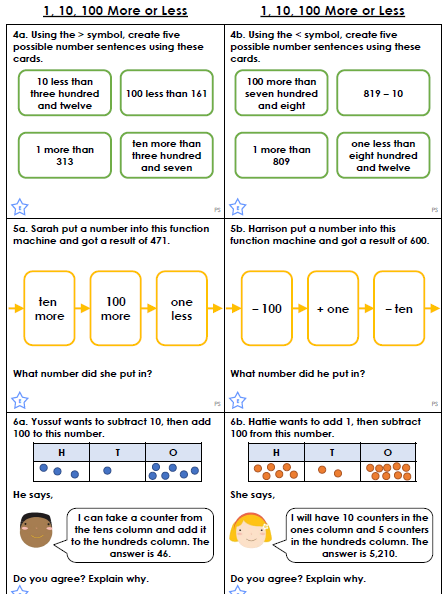 1, 10, 100 More or Less
1, 10, 100 More or Less
4a. Using the > symbol, create five
possible number sentences using these
cards.
10 less than
three hundred
and twelve
100 less than 161
1 more than
313
ten more than
three hundred
and seven
PS
4b. Using the < symbol, create five
possible number sentences using these
cards.
100 more than
seven hundred
and eight
819 – 10
1 more than
809
one less than
eight hundred
and twelve
PS
5a. Sarah put a number into this function
machine and got a result of 471.
ten
more
100
more
one
less
What number did she put in?
PS
5b. Harrison put a number into this
function machine and got a result of 600.
– 100
+ one
– ten
What number did he put in?
PS
6a. Yussuf wants to subtract 10, then add
100 to this number.
H T O
He says,
I can take a counter from
the tens column and add it
to the hundreds column. The
answer is 46.
Do you agree? Explain why.
6b. Hattie wants to add 1, then subtract
100 from this number.
H T O
She says,
I will have 10 counters in the
ones column and 5 counters
in the hundreds column. The
answer is 5,210.
Do you agree? Explain why.